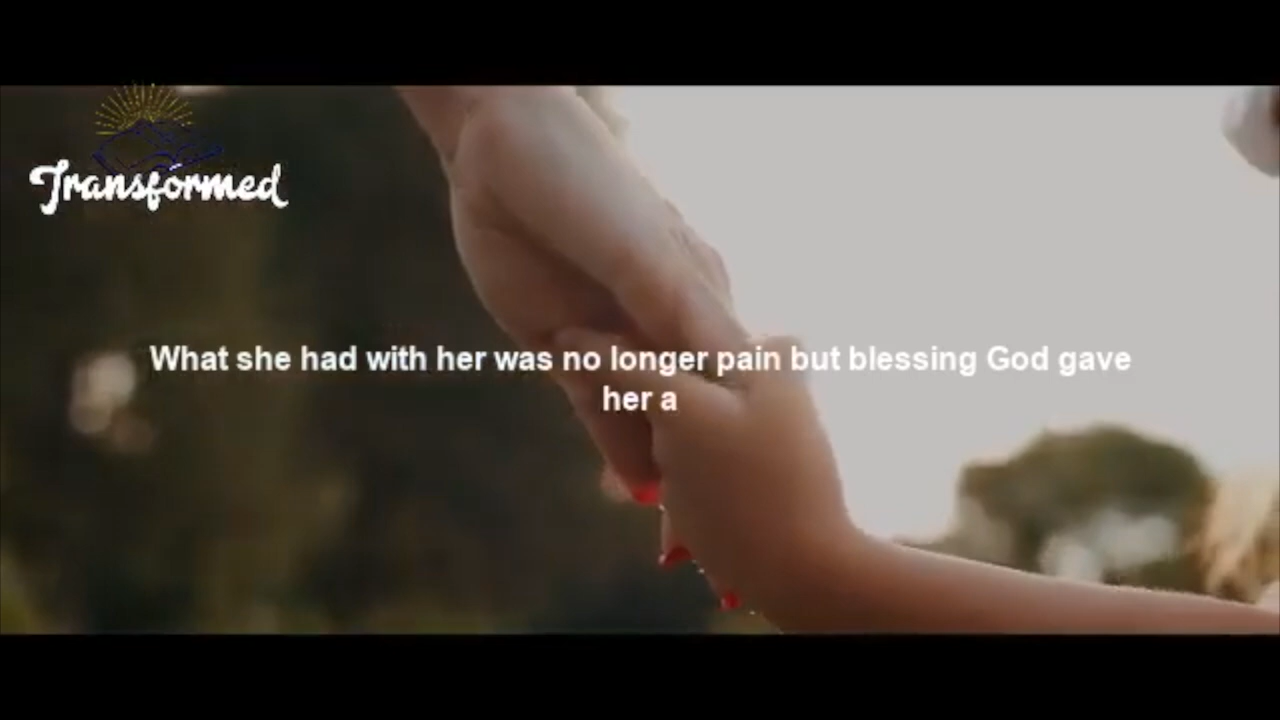 Transformed
What she had with her was no longer pain but blessing God gave
her a